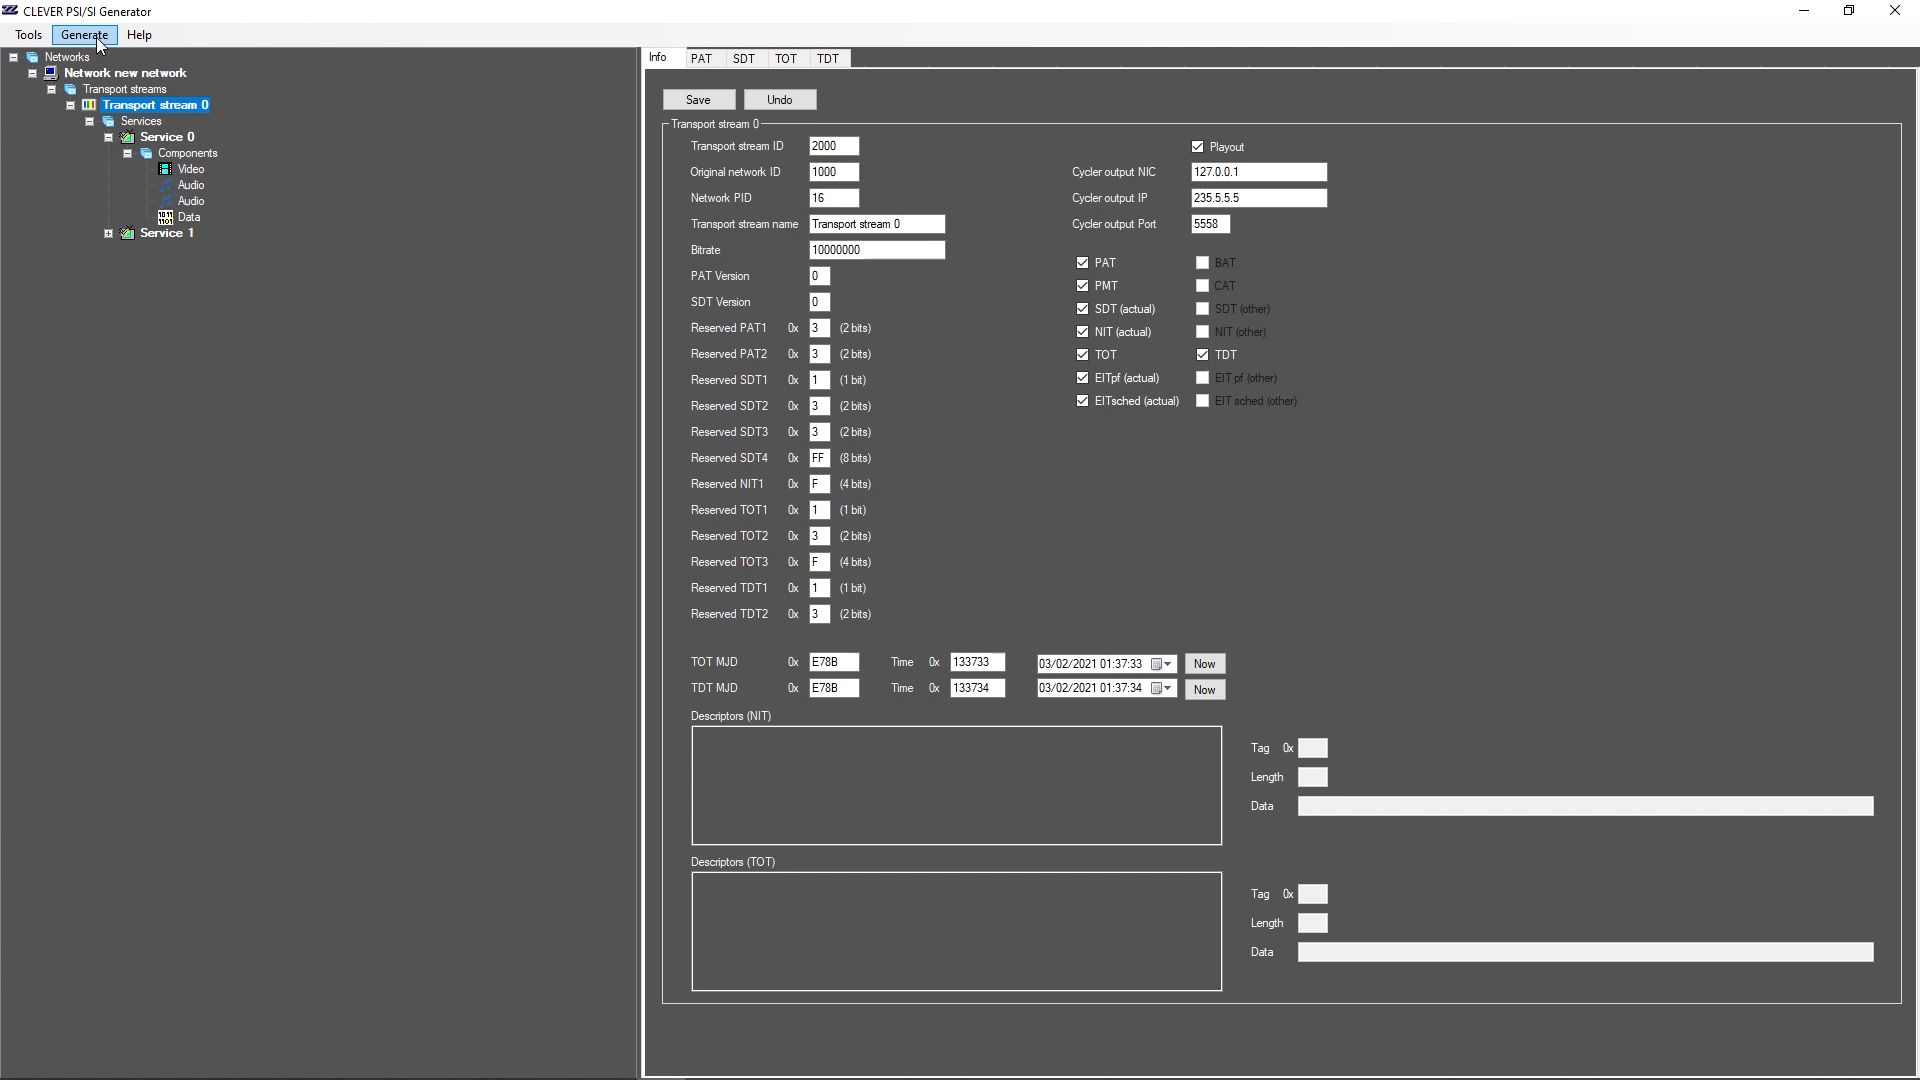 CLEVER PSI/SI Generator
Tools Generate Help
Networks
Network new network
Transport streams
Transport stream 0
Services
Service 0
Components
Video
Audio
Audio
Data
Service 1
Info PAT SDT TOT TDT
Save Undo
Transport stream 0
Transport stream ID 2000 Playout
Original network ID 1000 Cycler output NIC 127.0.0.1
Network PID 16 Cycler output IP 235.5.5.5
Transport stream name Transport stream 0 Cycler output Port 5558
Bitrate 10000000
PAT Version 0
SDT Version 0
Reserved PAT1 0x 3 (2 bits)
Reserved PAT2 0x 3 (2 bits)
Reserved SDT1 0x 1 (1 bit)
Reserved SDT2 0x 3 (2 bits)
Reserved SDT3 0x 3 (2 bits)
Reserved SDT4 0x FF (8 bits)
Reserved NIT1 0x F (4 bits)
Reserved TOT1 0x 1 (1 bit)
Reserved TOT2 0x 3 (2 bits)
Reserved TOT3 0x F (4 bits)
Reserved TDT1 0x 1 (1 bit)
Reserved TDT2 0x 3 (2 bits)
PAT BAT
PMT CAT
SDT (actual) SDT (other)
NIT (actual) NIT (other)
TOT TDT
EITpf (actual) EIT pf (other)
EITsched (actual) EIT sched (other)
TOT MJD 0x E78B Time 0x 133733 03/02/2021 01:37:33 Now
TDT MJD 0x E78B Time 0x 133734 03/02/2021 01:37:34 Now
Descriptors (NIT)
Tag 0x
Length
Data
Descriptors (TOT)
Tag 0x
Length
Data